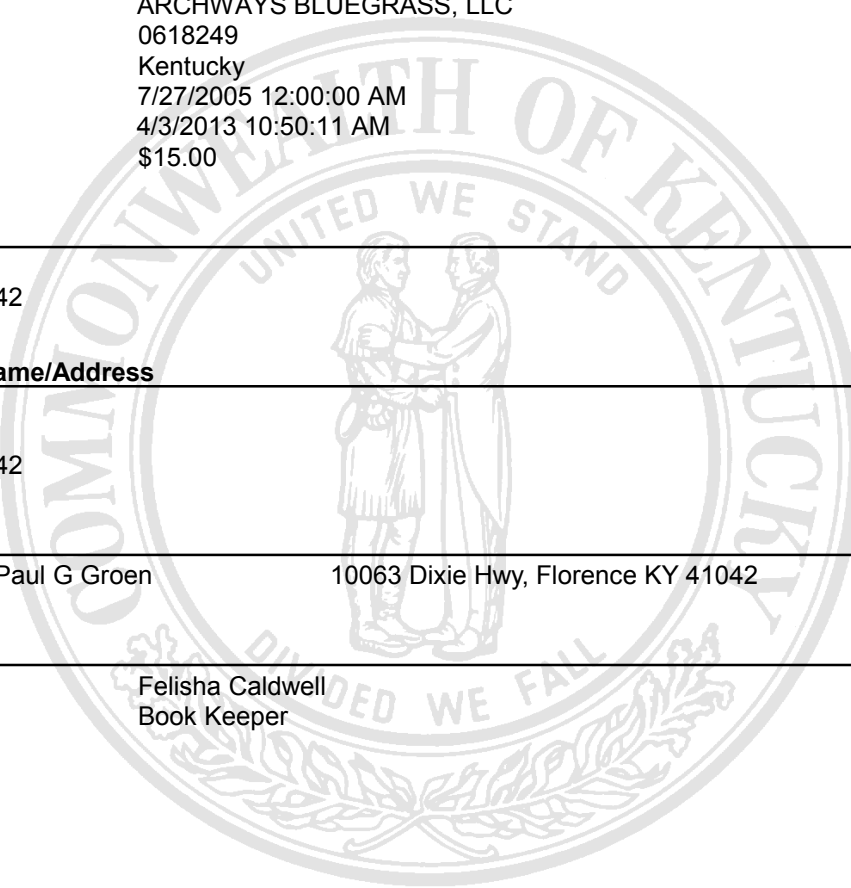 ARCHWAYS BLUEGRASS, LLC
0618249
Kentucky
7/27/2005 12:00:00 AM
4/3/2013 10:50:11 AM
$15.00
42
ame/Address
42
Paul G Groen 10063 Dixie Hwy, Florence KY 41042
Felisha Caldwell
Book Keeper
COMMONWEALTH OF KENTUCKY
UNITED WE STAND
DIVIDED WE FALL